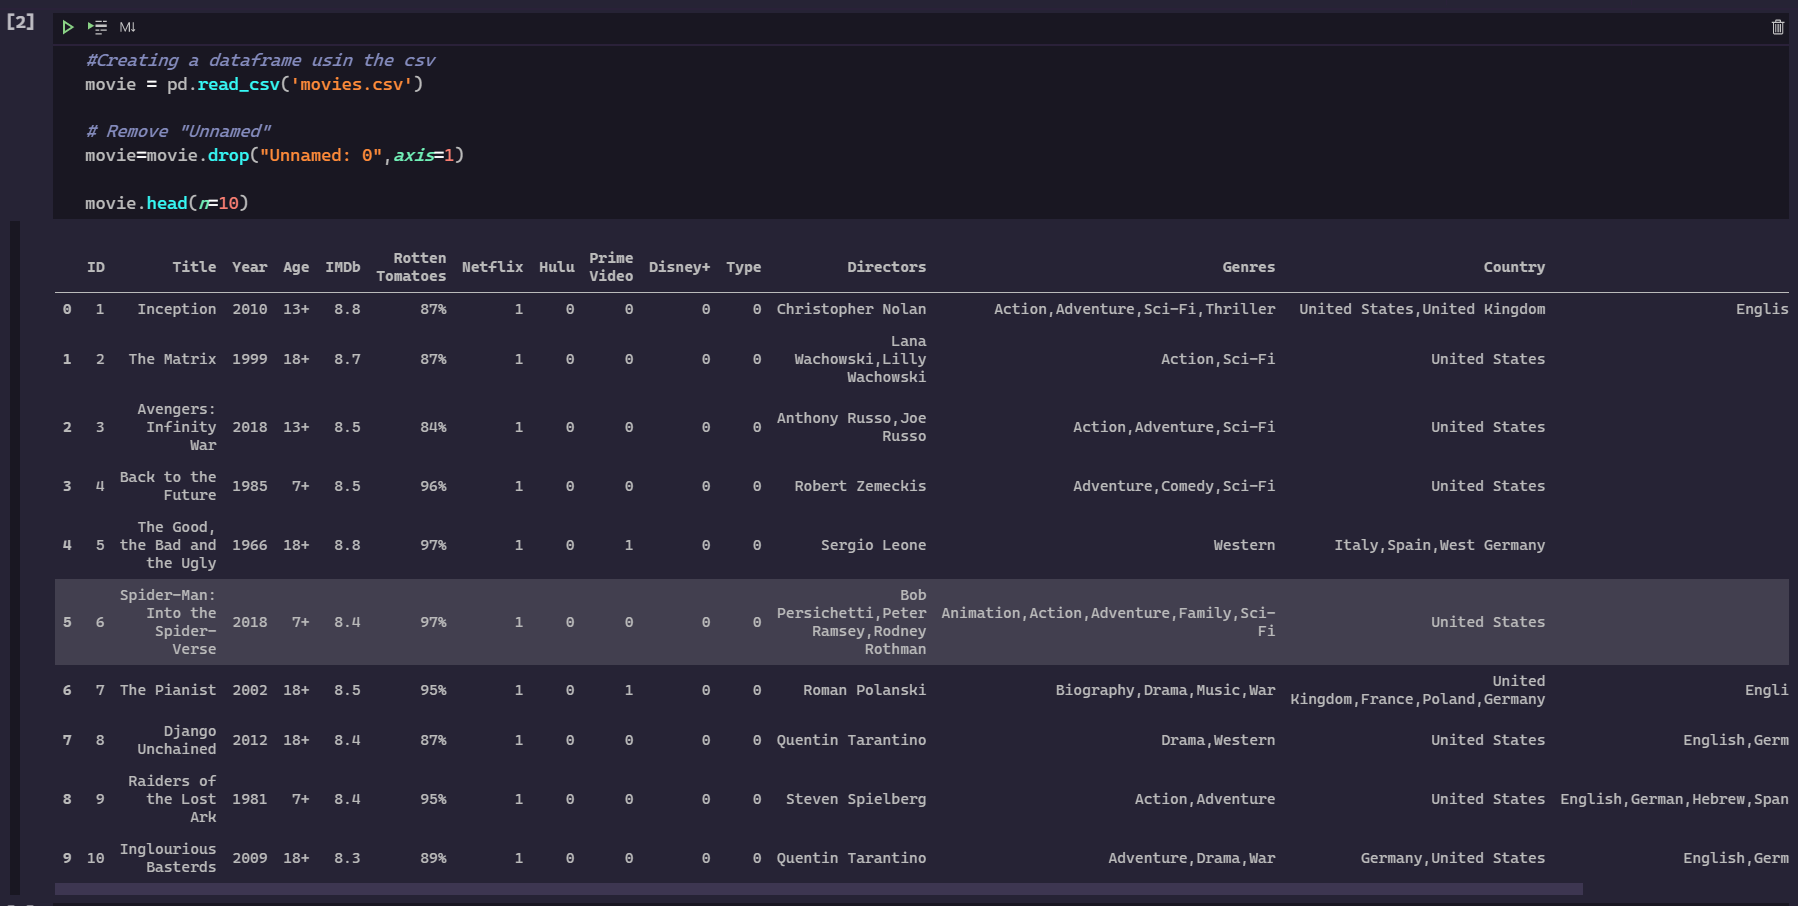 [2]
M↓
#Creating a dataframe usin the csv
movie = pd.read_csv('movies.csv')
# Remove "Unnamed"
movie=movie.drop("Unnamed: 0",axis=1)
movie.head(n=10)
ID Title Year Age IMDb Rotten Tomatoes Netflix Hulu Prime Video Disney+ Type Directors Genres Country
0 1 Inception 2010 13+ 8.8 87% 1 0 0 0 0 Christopher Nolan Action,Adventure,Sci-Fi,Thriller United States,United Kingdom Englis
1 2 The Matrix 1999 18+ 8.7 87% 1 0 0 0 0 Lana Wachowski,Lilly Wachowski Action,Sci-Fi United States
2 3 Avengers: Infinity War 2018 13+ 8.5 84% 1 0 0 0 0 Anthony Russo,Joe Russo Action,Adventure,Sci-Fi United States
3 4 Back to the Future 1985 7+ 8.5 96% 1 0 0 0 0 Robert Zemeckis Adventure,Comedy,Sci-Fi United States
4 5 The Good, the Bad and the Ugly 1966 18+ 8.8 97% 1 0 1 0 0 Sergio Leone Western Italy,Spain,West Germany
5 6 Spider-Man: Into the Spider-Verse 2018 7+ 8.4 97% 1 0 0 0 0 Bob Persichetti,Peter Ramsey,Rodney Rothman Animation,Action,Adventure,Family,Sci-Fi United States
6 7 The Pianist 2002 18+ 8.5 95% 1 0 1 0 0 Roman Polanski Biography,Drama,Music,War United Kingdom,France,Poland,Germany Engli
7 8 Django Unchained 2012 18+ 8.4 87% 1 0 0 0 0 Quentin Tarantino Drama,Western United States English,Germ
8 9 Raiders of the Lost Ark 1981 7+ 8.4 95% 1 0 0 0 0 Steven Spielberg Action,Adventure United States English,German,Hebrew,Span
9 10 Inglourious Basterds 2009 18+ 8.3 89% 1 0 0 0 0 Quentin Tarantino Adventure,Drama,War Germany,United States English,Germ